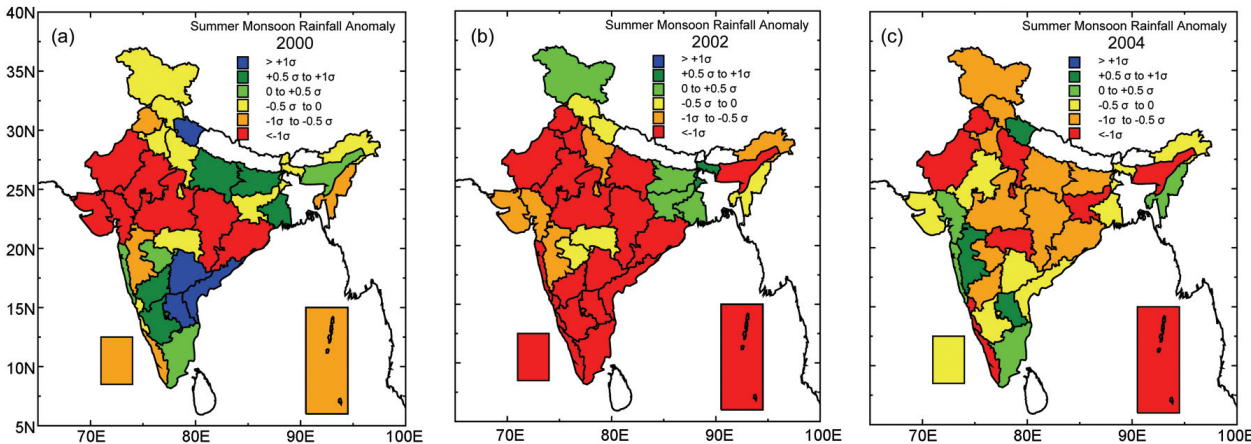 (a) Summer Monsoon Rainfall Anomaly
2000
> +1σ
+0.5 σ to +1σ
0 to +0.5 σ
-0.5 σ to 0
-1σ to -0.5 σ
<-1σ
40N
35N
30N
25N
20N
15N
10N
5N
70E 80E 90E 100E
(b) Summer Monsoon Rainfall Anomaly
2002
> +1σ
+0.5 σ to +1σ
0 to +0.5 σ
-0.5 σ to 0
-1σ to -0.5 σ
<-1σ
70E 80E 90E 100E
(c) Summer Monsoon Rainfall Anomaly
2004
> +1σ
+0.5 σ to +1σ
0 to +0.5 σ
-0.5 σ to 0
-1σ to -0.5 σ
<-1σ
70E 80E 90E 100E